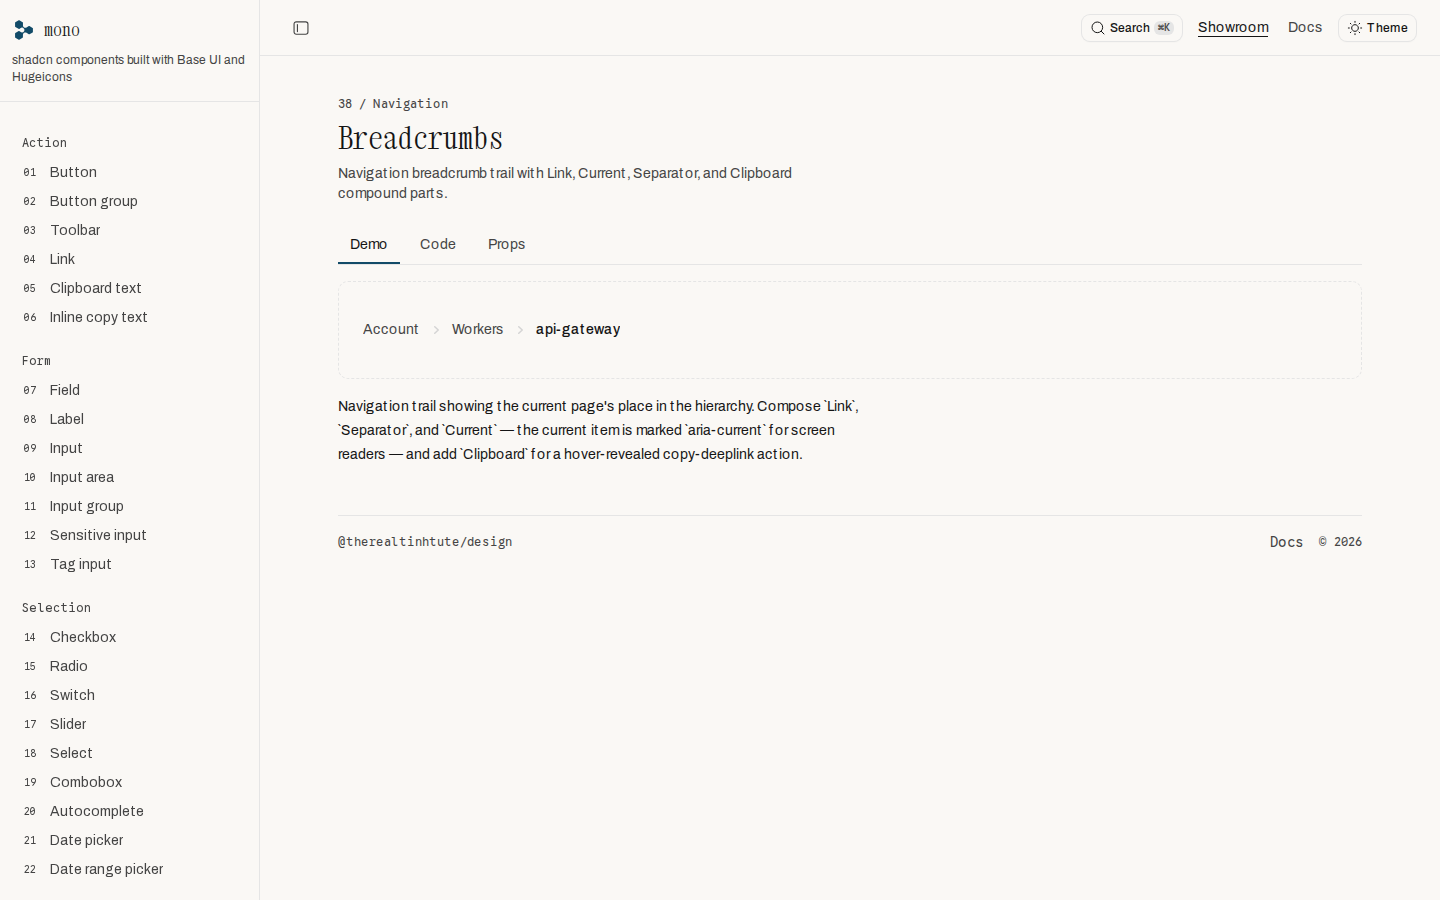 mono
shadcn components built with Base UI and
Hugeicons
Action
01 Button
02 Button group
03 Toolbar
04 Link
05 Clipboard text
06 Inline copy text
Form
07 Field
08 Label
09 Input
10 Input area
11 Input group
12 Sensitive input
13 Tag input
Selection
14 Checkbox
15 Radio
16 Switch
17 Slider
18 Select
19 Combobox
20 Autocomplete
21 Date picker
22 Date range picker
Search ⌘K Showroom Docs Theme
38 / Navigation
Breadcrumbs
Navigation breadcrumb trail with Link, Current, Separator, and Clipboard
compound parts.
Demo Code Props
Account Workers api-gateway
Navigation trail showing the current page's place in the hierarchy. Compose `Link`,
`Separator`, and `Current` — the current item is marked `aria-current` for screen
readers — and add `Clipboard` for a hover-revealed copy-deeplink action.
@therealtinhtute/design Docs © 2026